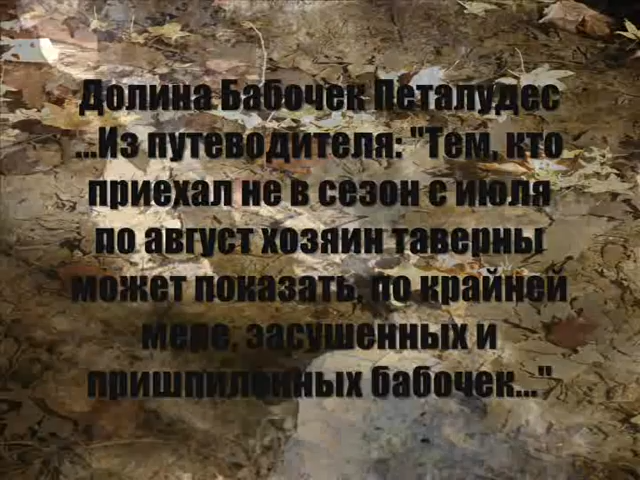 Долина Бабочек Петалудес
...Из путеводителя: "Тем, кто
приехал не в сезон с июля
по август хозяин таверны
может показать, по крайней
мере, засушенных и
пришпиленных бабочек..."